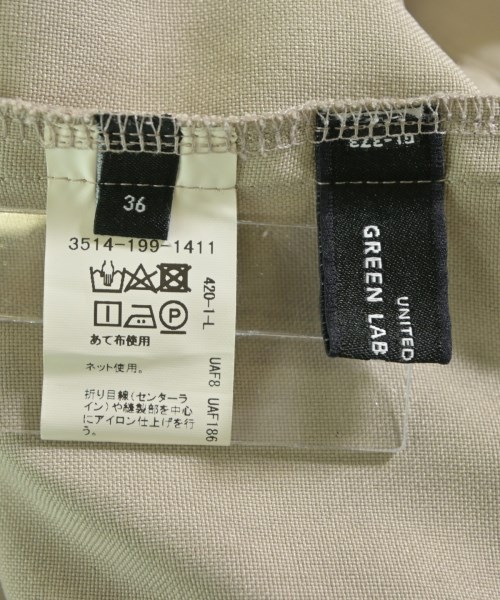 36
3514-199-1411
あて布使用
ネット使用。
折り目線(センターラ
イン)や縫製部を中心
にアイロン仕上げを行
う。
420-1-L
UAF8 UAF186
UNITED
GREEN LAB